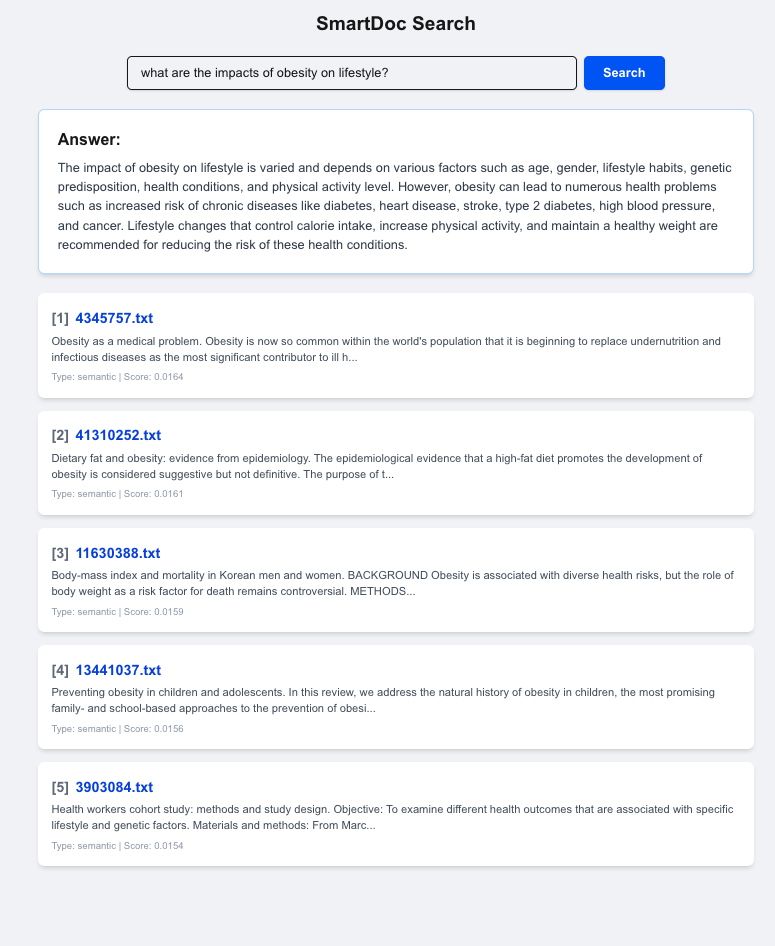 SmartDoc Search
what are the impacts of obesity on lifestyle?
Search
Answer:
The impact of obesity on lifestyle is varied and depends on various factors such as age, gender, lifestyle habits, genetic
predisposition, health conditions, and physical activity level. However, obesity can lead to numerous health problems
such as increased risk of chronic diseases like diabetes, heart disease, stroke, type 2 diabetes, high blood pressure,
and cancer. Lifestyle changes that control calorie intake, increase physical activity, and maintain a healthy weight are
recommended for reducing the risk of these health conditions.
[1] 4345757.txt
Obesity as a medical problem. Obesity is now so common within the world's population that it is beginning to replace undernutrition and
infectious diseases as the most significant contributor to ill h...
Type: semantic | Score: 0.0164
[2] 41310252.txt
Dietary fat and obesity: evidence from epidemiology. The epidemiological evidence that a high-fat diet promotes the development of
obesity is considered suggestive but not definitive. The purpose of t...
Type: semantic | Score: 0.0161
[3] 11630388.txt
Body-mass index and mortality in Korean men and women. BACKGROUND Obesity is associated with diverse health risks, but the role of
body weight as a risk factor for death remains controversial. METHODS...
Type: semantic | Score: 0.0159
[4] 13441037.txt
Preventing obesity in children and adolescents. In this review, we address the natural history of obesity in children, the most promising
family- and school-based approaches to the prevention of obesi...
Type: semantic | Score: 0.0156
[5] 3903084.txt
Health workers cohort study: methods and study design. Objective: To examine different health outcomes that are associated with specific
lifestyle and genetic factors. Materials and methods: From Marc...
Type: semantic | Score: 0.0154